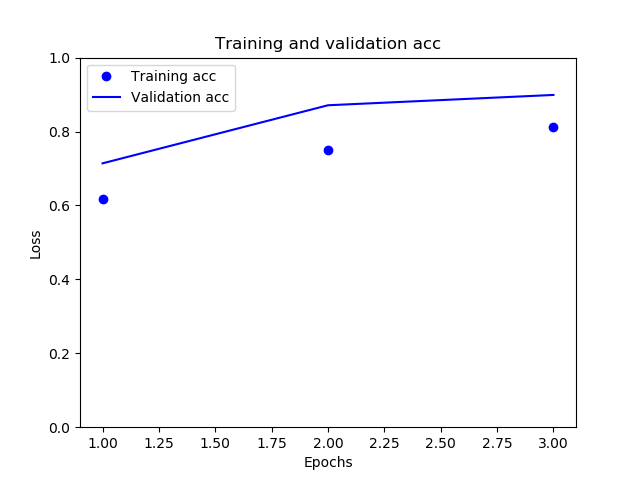 Training and validation acc
Training acc
Validation acc
1.0
0.8
0.6
0.4
0.2
0.0
Loss
1.00 1.25 1.50 1.75 2.00 2.25 2.50 2.75 3.00
Epochs